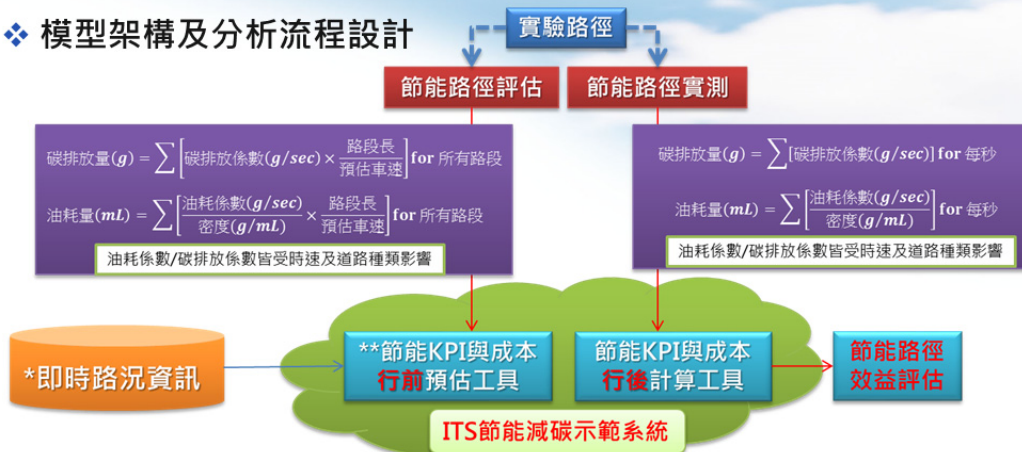 ❖ 模型架構及分析流程設計
實驗路徑
節能路徑評估
節能路徑實測
碳排放量(g) = ∑[碳排放係數(g/sec) × 路段長/預估車速] for 所有路段
油耗量(mL) = ∑[油耗係數(g/sec)/密度(g/mL) × 路段長/預估車速] for 所有路段
油耗係數/碳排放係數皆受時速及道路種類影響
碳排放量(g) = ∑[碳排放係數(g/sec)] for 每秒
油耗量(mL) = ∑[油耗係數(g/sec)/密度(g/mL)] for 每秒
油耗係數/碳排放係數皆受時速及道路種類影響
*即時路況資訊
**節能KPI與成本
行前預估工具
節能KPI與成本
行後計算工具
節能路徑
效益評估
ITS節能減碳示範系統